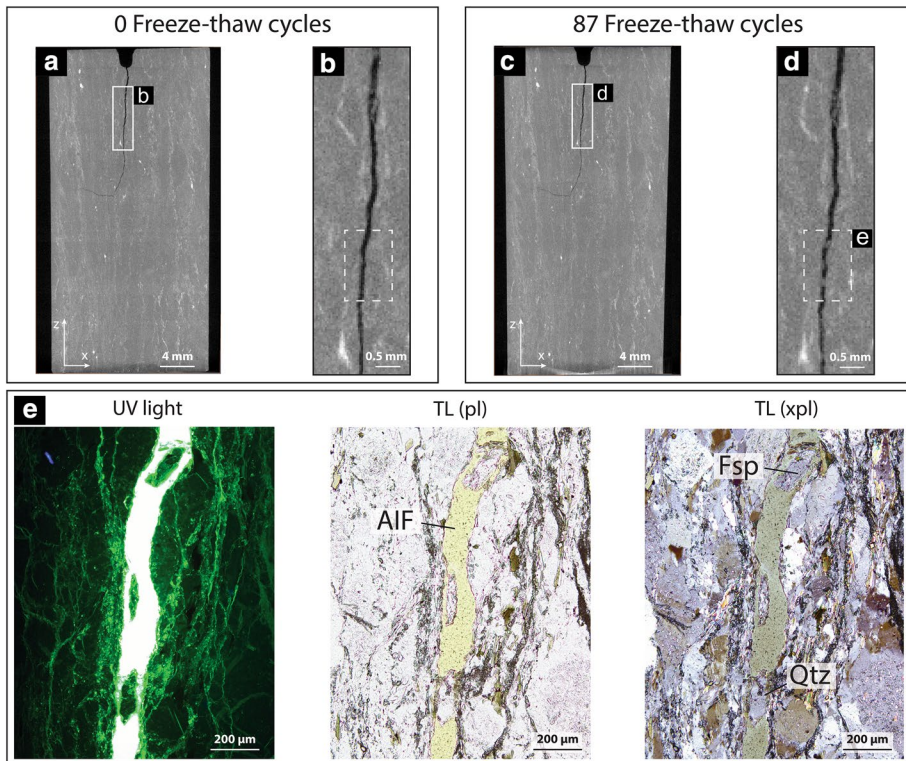 0 Freeze-thaw cycles
87 Freeze-thaw cycles
a
b
z
x
4 mm
b
0.5 mm
c
d
4 mm
d
e
0.5 mm
e
UV light
TL (pl)
TL (xpl)
AIF
Fsp
Qtz
200 µm
200 µm
200 µm